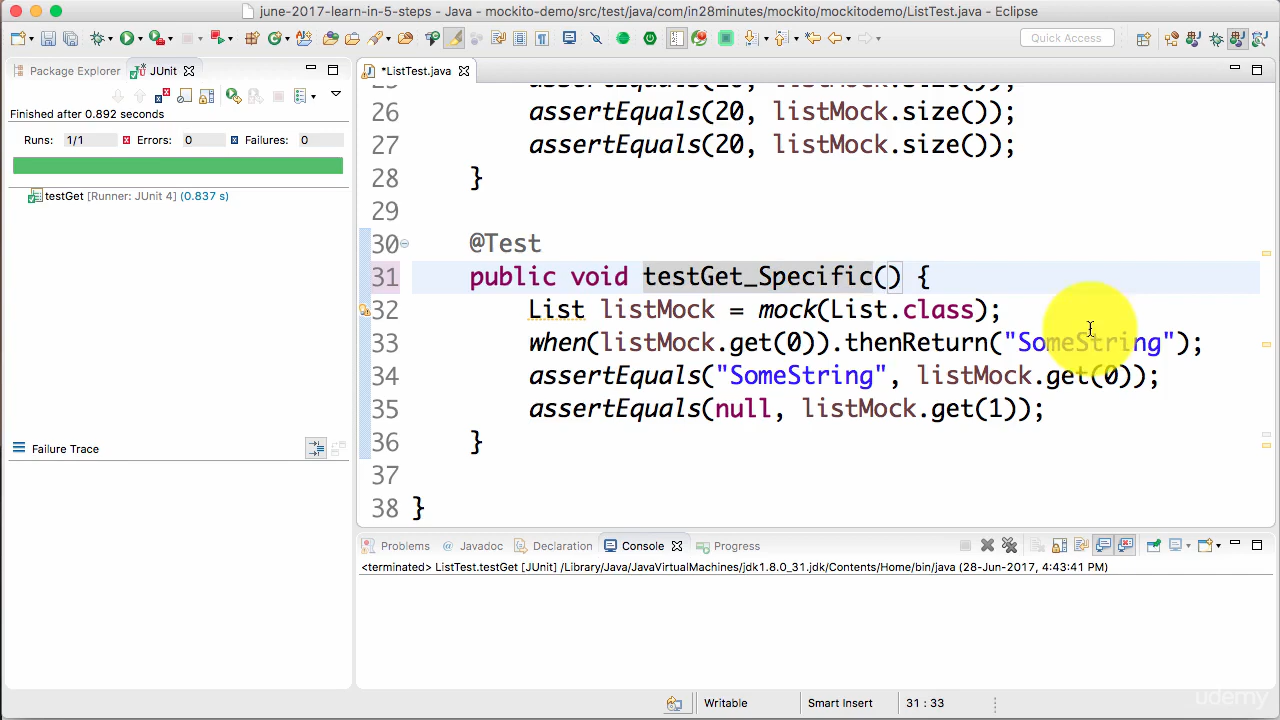 june-2017-learn-in-5-steps - Java - mockito-demo/src/test/java/com/in28minutes/mockito/mockitodemo/ListTest.java - Eclipse
Quick Access
Package Explorer JUnit
Finished after 0.892 seconds
Runs: 1/1 Errors: 0 Failures: 0
testGet [Runner: JUnit 4] (0.837 s)
Failure Trace
*ListTest.java
25 assertEquals(10, listMock.size());
26 assertEquals(20, listMock.size());
27 assertEquals(20, listMock.size());
28 }
29
30 @Test
31 public void testGet_Specific() {
32 List listMock = mock(List.class);
33 when(listMock.get(0)).thenReturn("SomeString");
34 assertEquals("SomeString", listMock.get(0));
35 assertEquals(null, listMock.get(1));
36 }
37
38 }
Problems Javadoc Declaration Console Progress
<terminated> ListTest.testGet [JUnit] /Library/Java/JavaVirtualMachines/jdk1.8.0_31.jdk/Contents/Home/bin/java (28-Jun-2017, 4:43:41 PM)
Writable Smart Insert 31 : 33
udemy